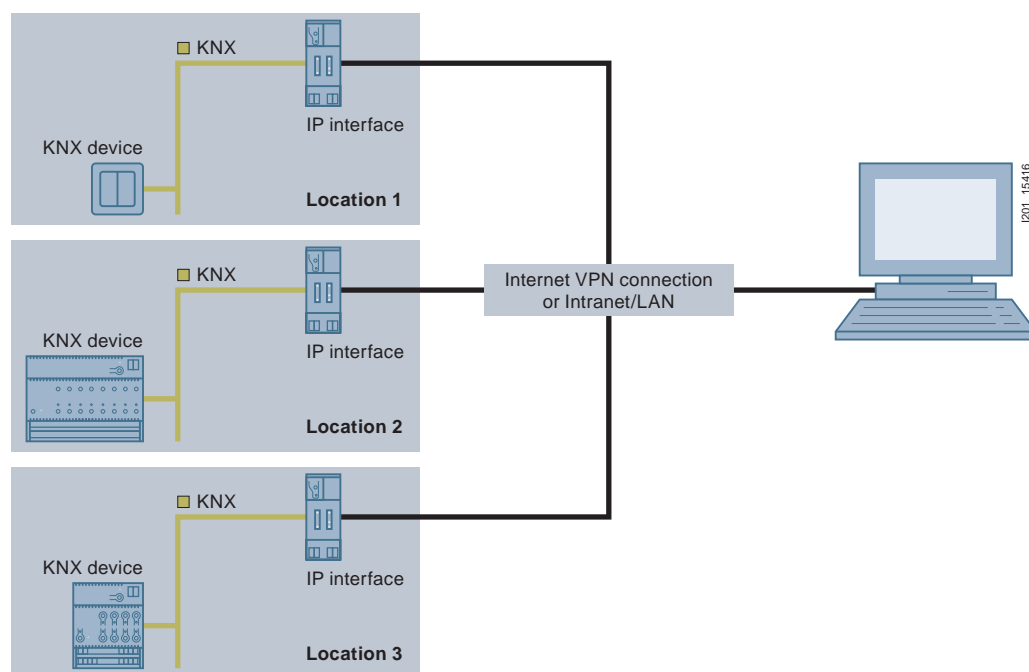 KNX
IP interface
KNX device
Location 1
KNX
IP interface
KNX device
Location 2
KNX
IP interface
KNX device
Location 3
Internet VPN connection
or Intranet/LAN
I201_15416